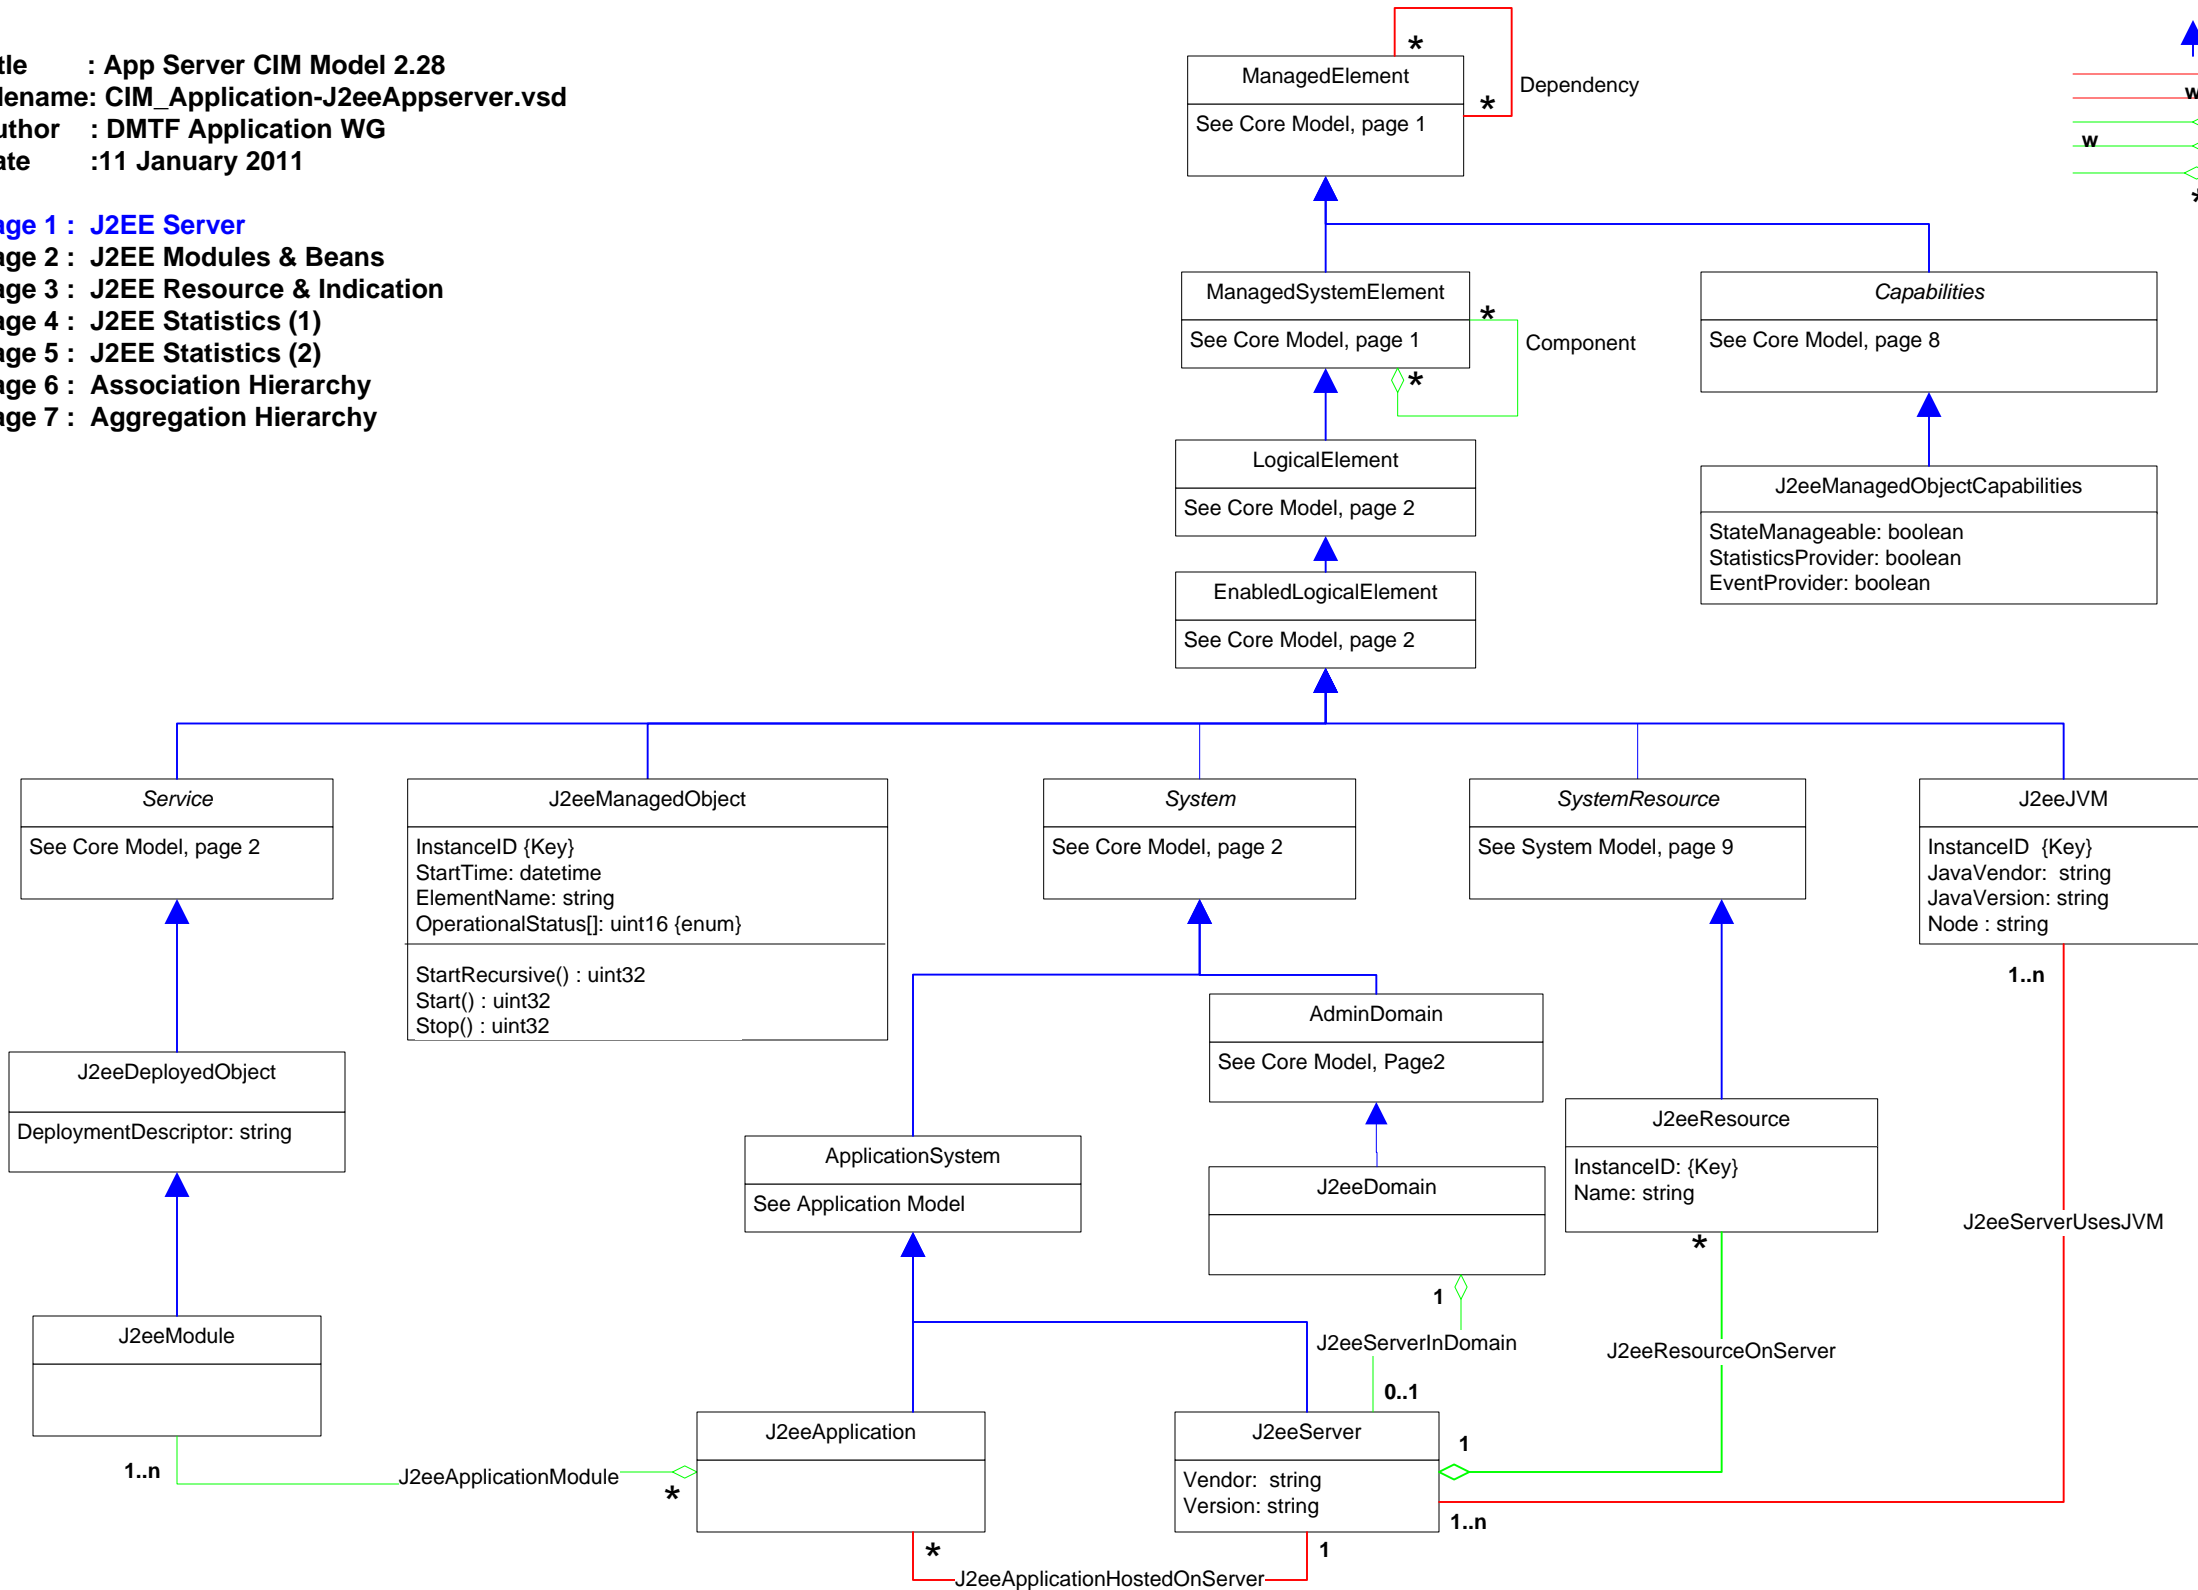 tle : App Server CIM Model 2.28
lename: CIM_Application-J2eeAppserver.vsd
uthor : DMTF Application WG
ate :11 January 2011
age 1 : J2EE Server
age 2 : J2EE Modules & Beans
age 3 : J2EE Resource & Indication
age 4 : J2EE Statistics (1)
age 5 : J2EE Statistics (2)
age 6 : Association Hierarchy
age 7 : Aggregation Hierarchy
*
ManagedElement
See Core Model, page 1
*
Dependency
w
w
*
ManagedSystemElement
See Core Model, page 1
*
*
Component
Capabilities
See Core Model, page 8
LogicalElement
See Core Model, page 2
J2eeManagedObjectCapabilities
StateManageable: boolean
StatisticsProvider: boolean
EventProvider: boolean
EnabledLogicalElement
See Core Model, page 2
Service
See Core Model, page 2
J2eeManagedObject
InstanceID {Key}
StartTime: datetime
ElementName: string
OperationalStatus[]: uint16 {enum}
StartRecursive() : uint32
Start() : uint32
Stop() : uint32
System
See Core Model, page 2
SystemResource
See System Model, page 9
J2eeJVM
InstanceID {Key}
JavaVendor: string
JavaVersion: string
Node : string
1..n
AdminDomain
See Core Model, Page2
J2eeDeployedObject
DeploymentDescriptor: string
ApplicationSystem
See Application Model
J2eeDomain
J2eeResource
InstanceID: {Key}
Name: string
*
J2eeServerUsesJVM
1
J2eeServerInDomain
0..1
J2eeResourceOnServer
J2eeModule
1..n
J2eeApplicationModule
*
J2eeApplication
J2eeServer
Vendor: string
Version: string
1
1..n
*
1
J2eeApplicationHostedOnServer